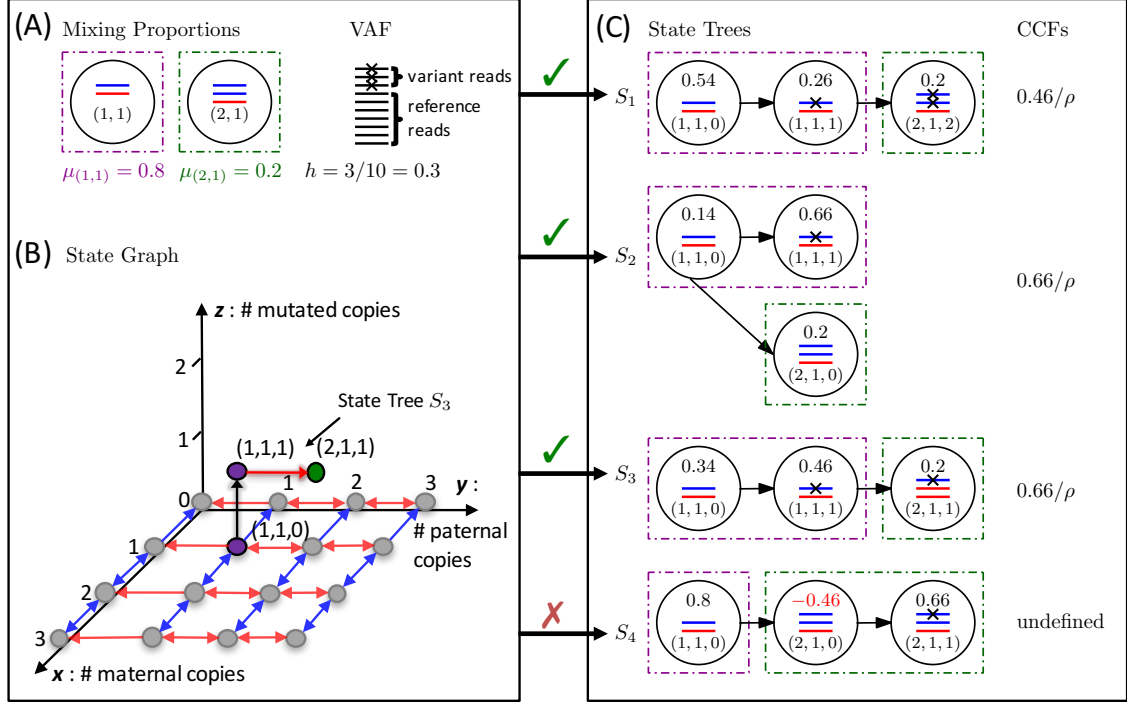 (A)
Mixing Proportions
VAF
(1, 1)
(2, 1)
μ(1,1) = 0.8
μ(2,1) = 0.2
variant reads
reference
reads
h = 3/10 = 0.3
(B) State Graph
z : # mutated copies
2
1
0
State Tree S3
(1,1,1)
(2,1,1)
(1,1,0)
1
2
3
y :
# paternal
copies
1
2
3
x : # maternal copies
✓
✓
✓
✗
(C)
State Trees
CCFs
S1
0.54
(1, 1, 0)
0.26
(1, 1, 1)
0.2
(2, 1, 2)
0.46/ρ
S2
0.14
(1, 1, 0)
0.66
(1, 1, 1)
0.2
(2, 1, 0)
0.66/ρ
S3
0.34
(1, 1, 0)
0.46
(1, 1, 1)
0.2
(2, 1, 1)
0.66/ρ
S4
0.8
(1, 1, 0)
−0.46
(2, 1, 0)
0.66
(2, 1, 1)
undefined